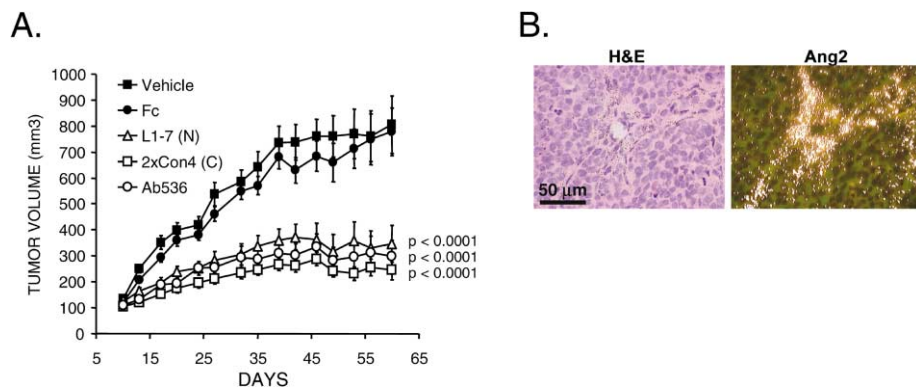 A.
1000
900
800
700
600
500
400
300
200
100
0
TUMOR VOLUME (mm3)
Vehicle
Fc
L1-7 (N)
2xCon4 (C)
Ab536
p < 0.0001
p < 0.0001
p < 0.0001
5
15
25
35
45
55
65
DAYS
B.
H&E
Ang2
50 µm